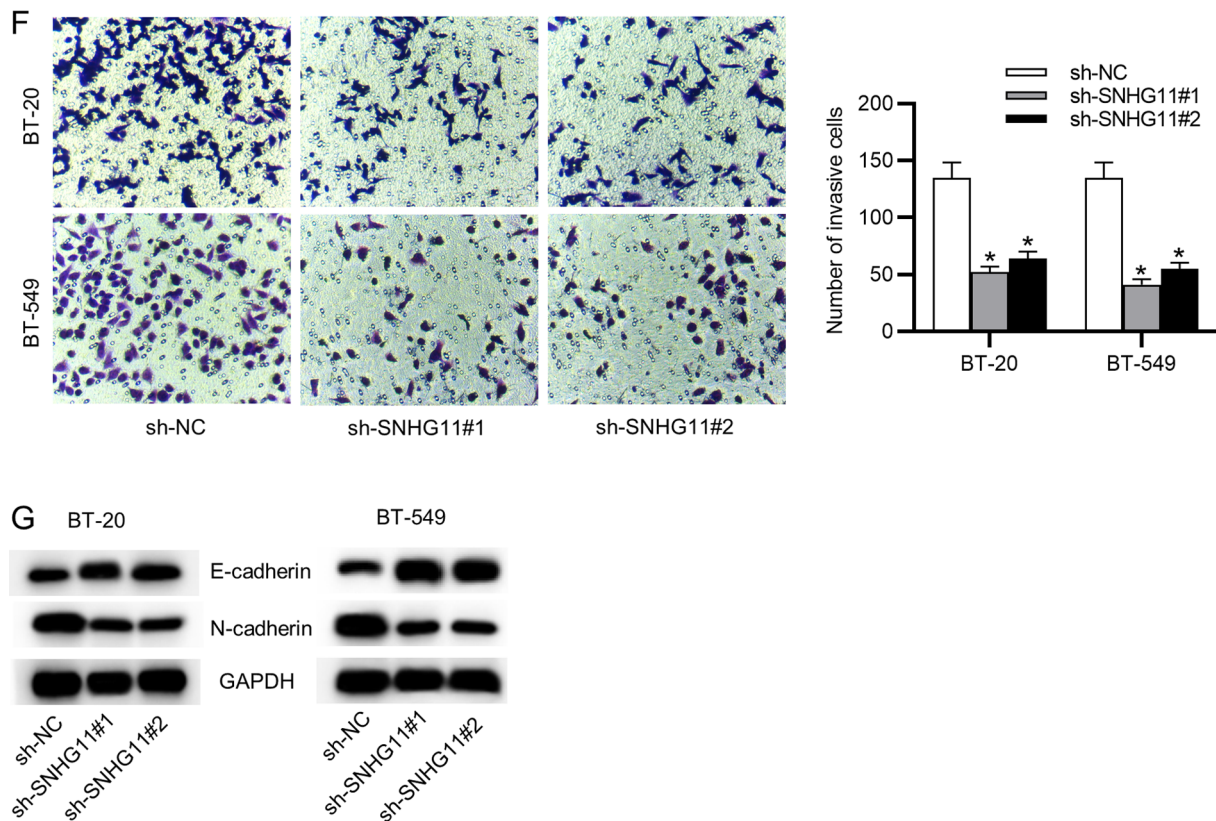 F
BT-20
BT-549
sh-NC
sh-SNHG11#1
sh-SNHG11#2
Number of invasive cells
200
150
100
50
0
sh-NC
sh-SNHG11#1
sh-SNHG11#2
* *
* *
BT-20
BT-549
G
BT-20
BT-549
E-cadherin
N-cadherin
GAPDH
sh-NC
sh-SNHG11#1
sh-SNHG11#2
sh-NC
sh-SNHG11#1
sh-SNHG11#2